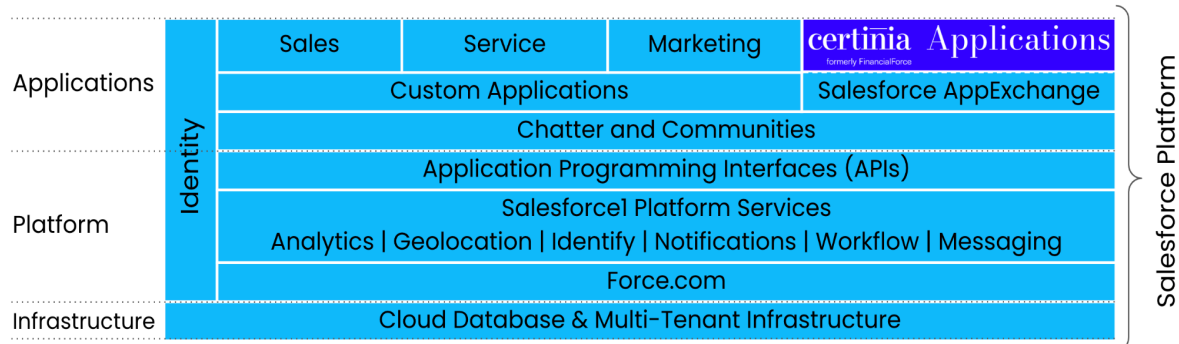 Applications
Platform
Infrastructure
Identity
Sales
Service
Marketing
certinia Applications
formerly FinancialForce
Custom Applications
Salesforce AppExchange
Chatter and Communities
Application Programming Interfaces (APIs)
Salesforce1 Platform Services
Analytics | Geolocation | Identify | Notifications | Workflow | Messaging
Force.com
Cloud Database & Multi-Tenant Infrastructure
Salesforce Platform